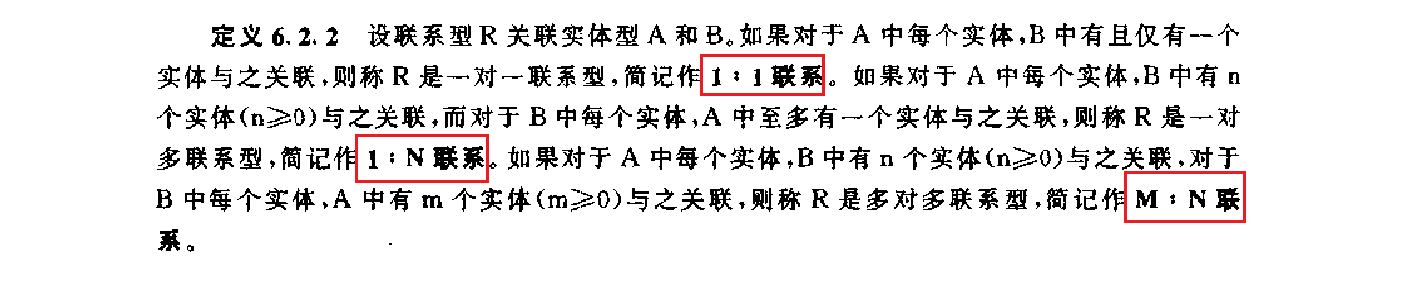 定义 6.2.2 设联系型 R 关联实体型 A 和 B。如果对于 A 中每个实体,B 中有且仅有一个
实体与之关联,则称 R 是一对一联系型,简记作 1:1 联系。如果对于 A 中每个实体,B 中有 n
个实体(n≥0)与之关联,而对于 B 中每个实体,A 中至多有一个实体与之关联,则称 R 是一对
多联系型,简记作 1:N 联系。如果对于 A 中每个实体,B 中有 n 个实体(n≥0)与之关联,对于
B 中每个实体,A 中有 m 个实体(m≥0)与之关联,则称 R 是多对多联系型,简记作 M:N 联
系。